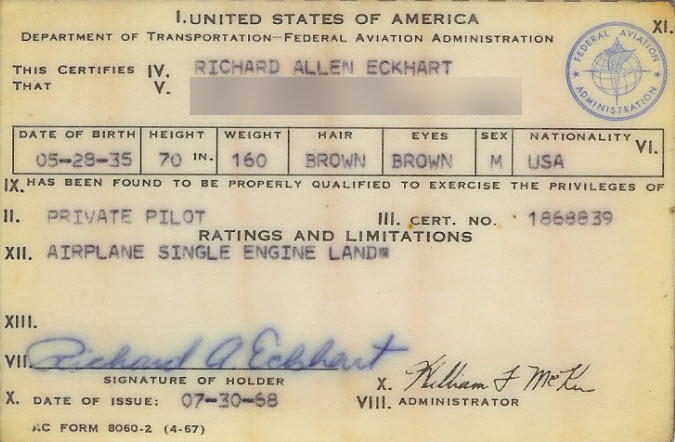 I. UNITED STATES OF AMERICA XI.
DEPARTMENT OF TRANSPORTATION—FEDERAL AVIATION ADMINISTRATION
THIS CERTIFIES IV. RICHARD ALLEN ECKHART
THAT V.
FEDERAL AVIATION ADMINISTRATION
DATE OF BIRTH HEIGHT WEIGHT HAIR EYES SEX NATIONALITY VI.
05-28-35 70 IN. 160 BROWN BROWN M USA
IX. HAS BEEN FOUND TO BE PROPERLY QUALIFIED TO EXERCISE THE PRIVILEGES OF
II. PRIVATE PILOT III. CERT. NO. 1868839
RATINGS AND LIMITATIONS
XII. AIRPLANE SINGLE ENGINE LAND
XIII.
VII. Richard A. Eckhart
SIGNATURE OF HOLDER X. William F McKee
X. DATE OF ISSUE: 07-30-68 VIII. ADMINISTRATOR
AC FORM 8060-2 (4-67)